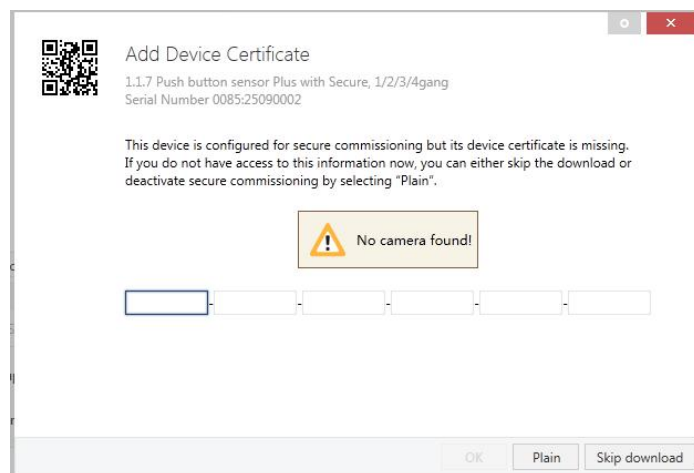 Add Device Certificate
1.1.7 Push button sensor Plus with Secure, 1/2/3/4gang
Serial Number 0085:25090002
This device is configured for secure commissioning but its device certificate is missing.
If you do not have access to this information now, you can either skip the download or
deactivate secure commissioning by selecting "Plain".
No camera found!
- - - - -
OK Plain Skip download